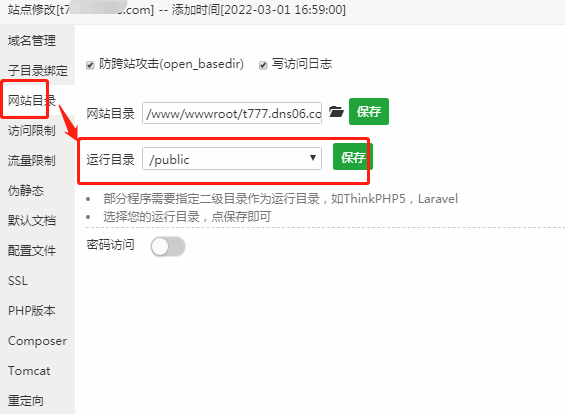 站点修改[t7 6.com] -- 添加时间[2022-03-01 16:59:00]
域名管理
子目录绑定
网站目录
访问限制
流量限制
伪静态
默认文档
配置文件
SSL
PHP版本
Composer
Tomcat
重定向
防跨站攻击(open_basedir) 写访问日志
网站目录 /www/wwwroot/t777.dns06.co 保存
运行目录 /public 保存
部分程序需要指定二级目录作为运行目录，如ThinkPHP5，Laravel
选择您的运行目录，点保存即可
密码访问